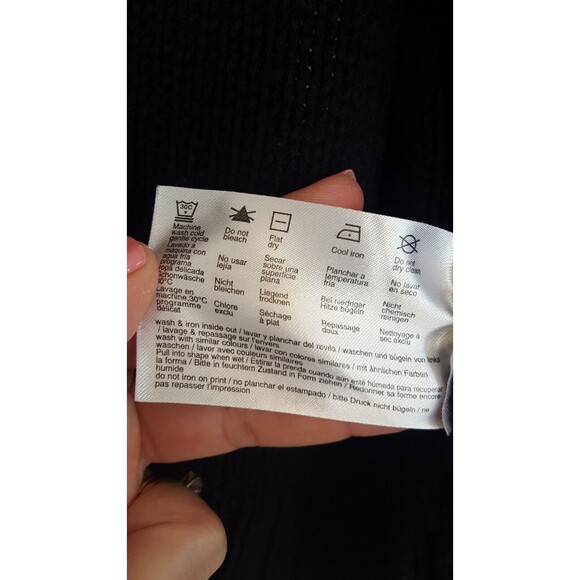 30C
Machine
wash cold
gentle cycle
Lavado a
maquina con
agua fria
programa
ropa delicada
Schonwäsche
30°C
Lavage en
machine,30°C
programme
délicat
Do not
bleach
No usar
lejía
Nicht
bleichen
Chlore
exclu
Flat
dry
Secar
sobre una
superficie
plana
Liegend
trocknen
Séchage
à plat
Cool iron
Planchar a
temperatura
fria
Bei niedriger
Hitze bügeln
Repassage
doux
Do not
dry clean
No lavar
en seco
Nicht
chemisch
reinigen
Nettoyage à
sec exclu
wash & iron inside out / lavar y planchar del revés / waschen und bügeln von links
/ lavage & repassage sur l'envers
wash with similar colours / lavar con colores similares / mit ähnlichen Farben
waschen / laver avec couleurs similaires
Pull into shape when wet / Estirar la prenda cuando aún esté húmeda para recuperar
la forma / Bitte in feuchtem Zustand in Form ziehen / Redonner sa forme encore
humide
do not iron on print / no planchar el estampado / bitte Druck nicht bügeln / ne
pas repasser l'impression